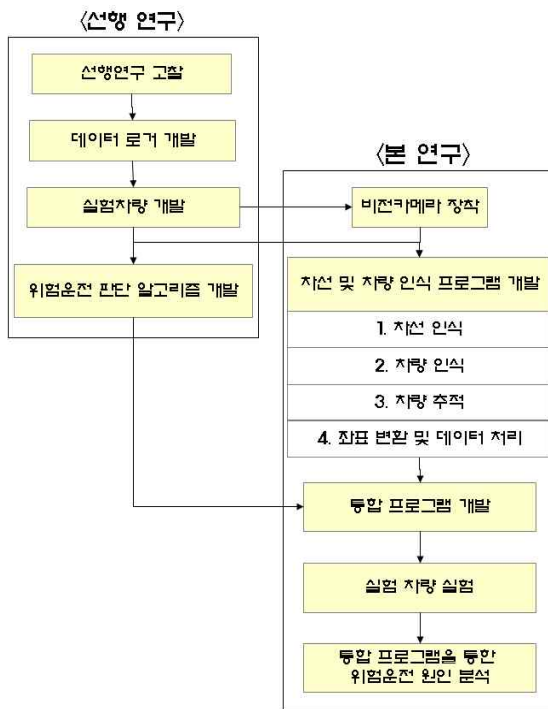 〈선행 연구〉
선행연구 고찰
데이터 로거 개발
실험차량 개발
위험운전 판단 알고리즘 개발
〈본 연구〉
비전카메라 장착
차선 및 차량 인식 프로그램 개발
1. 차선 인식
2. 차량 인식
3. 차량 추적
4. 좌표 변환 및 데이터 처리
통합 프로그램 개발
실험 차량 실험
통합 프로그램을 통한
위험운전 원인 분석